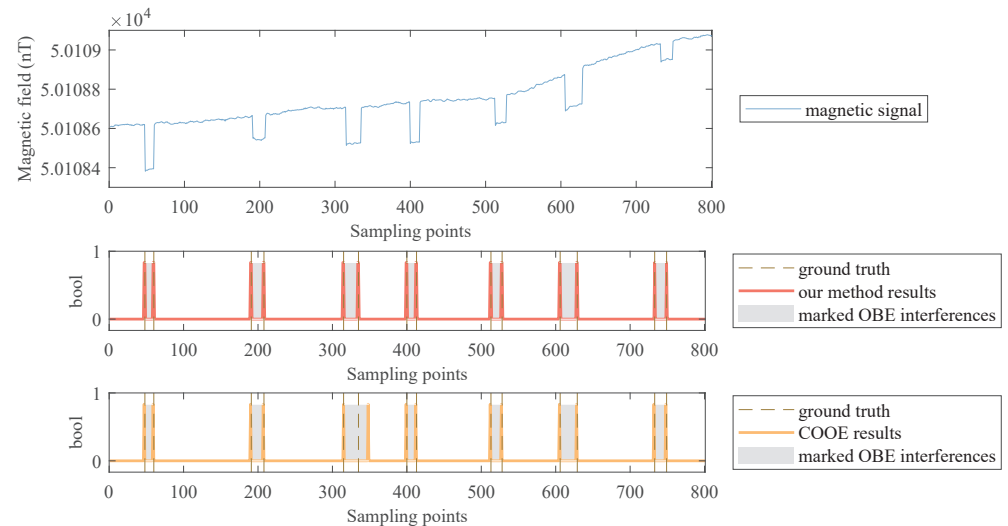 ×10⁴
5.0109
5.01088
5.01086
5.01084
Magnetic field (nT)
0 100 200 300 400 500 600 700 800
Sampling points
magnetic signal
1
0
bool
0 100 200 300 400 500 600 700 800
Sampling points
ground truth
our method results
marked OBE interferences
1
0
bool
0 100 200 300 400 500 600 700 800
Sampling points
ground truth
COOE results
marked OBE interferences